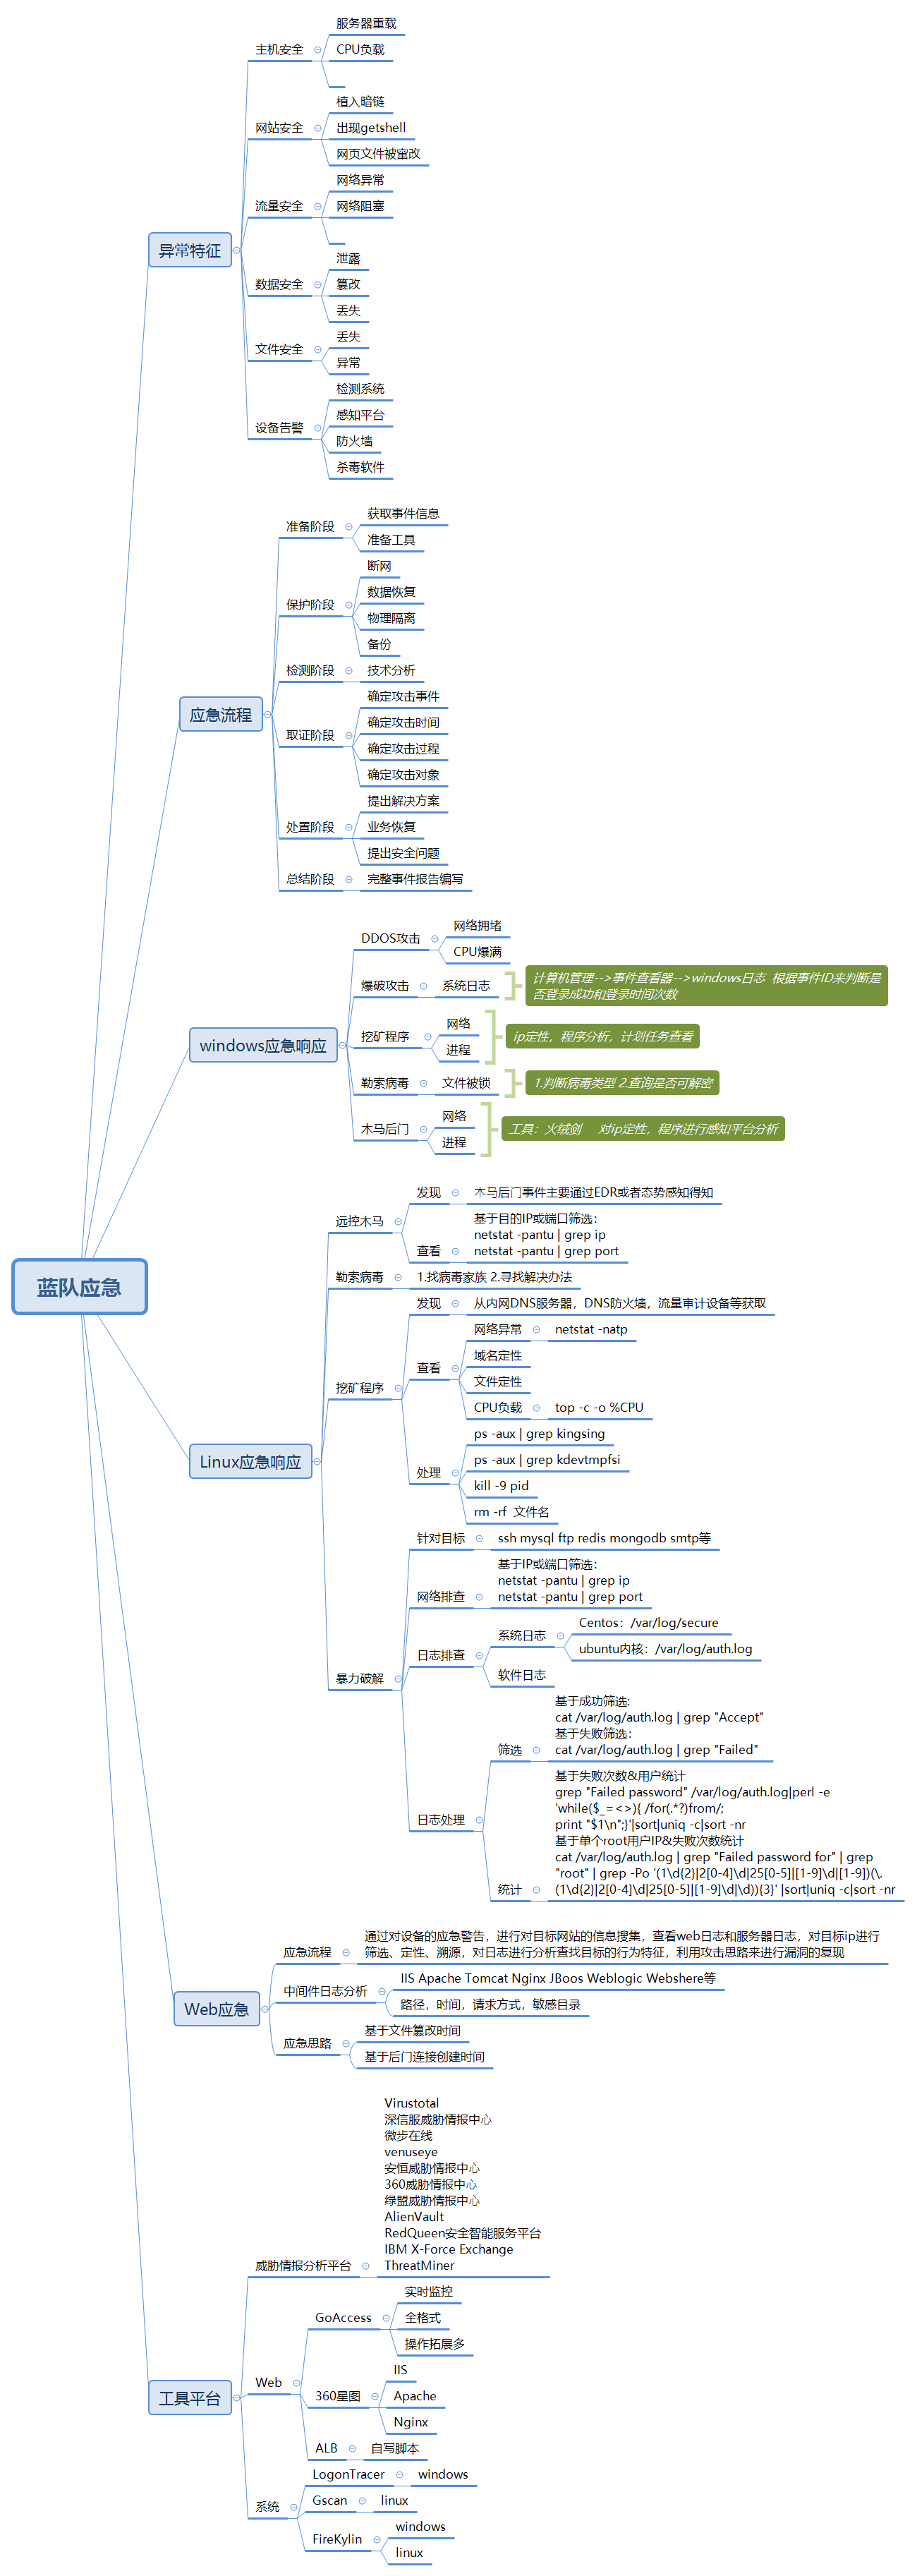 蓝队应急
异常特征
主机安全
服务器重载
CPU负载
网站安全
植入暗链
出现getshell
网页文件被窜改
流量安全
网络异常
网络阻塞
数据安全
泄露
篡改
丢失
文件安全
丢失
异常
设备告警
检测系统
感知平台
防火墙
杀毒软件
应急流程
准备阶段
获取事件信息
准备工具
保护阶段
断网
数据恢复
物理隔离
备份
检测阶段
技术分析
取证阶段
确定攻击事件
确定攻击时间
确定攻击过程
确定攻击对象
处置阶段
提出解决方案
业务恢复
提出安全问题
总结阶段
完整事件报告编写
windows应急响应
DDOS攻击
网络拥堵
CPU爆满
爆破攻击
系统日志
计算机管理-->事件查看器-->windows日志 根据事件ID来判断是
否登录成功和登录时间次数
挖矿程序
网络
进程
ip定性，程序分析，计划任务查看
勒索病毒
文件被锁
1.判断病毒类型 2.查询是否可解密
木马后门
网络
进程
工具：火绒剑 对ip定性，程序进行感知平台分析
Linux应急响应
远控木马
发现
木马后门事件主要通过EDR或者态势感知得知
查看
基于目的IP或端口筛选：
netstat -pantu | grep ip
netstat -pantu | grep port
勒索病毒
1.找病毒家族 2.寻找解决办法
挖矿程序
发现
从内网DNS服务器，DNS防火墙，流量审计设备等获取
查看
网络异常
netstat -natp
域名定性
文件定性
CPU负载
top -c -o %CPU
处理
ps -aux | grep kingsing
ps -aux | grep kdevtmpfsi
kill -9 pid
rm -rf 文件名
暴力破解
针对目标
ssh mysql ftp redis mongodb smtp等
网络排查
基于IP或端口筛选：
netstat -pantu | grep ip
netstat -pantu | grep port
日志排查
系统日志
Centos：/var/log/secure
ubuntu内核：/var/log/auth.log
软件日志
日志处理
筛选
基于成功筛选:
cat /var/log/auth.log | grep "Accept"
基于失败筛选：
cat /var/log/auth.log | grep "Failed"
统计
基于失败次数&用户统计
grep "Failed password" /var/log/auth.log|perl -e
'while($_=<>){ /for(.*?)from/;
print "$1\n";}'|sort|uniq -c|sort -nr
基于单个root用户IP&失败次数统计
cat /var/log/auth.log | grep "Failed password for" | grep
"root" | grep -Po '(1\d{2}|2[0-4]\d|25[0-5]|[1-9]\d|[1-9])(\.
(1\d{2}|2[0-4]\d|25[0-5]|[1-9]\d|\d)){3}' |sort|uniq -c|sort -nr
Web应急
应急流程
通过对设备的应急警告，进行对目标网站的信息搜集，查看web日志和服务器日志，对目标ip进行
筛选、定性、溯源，对日志进行分析查找目标的行为特征，利用攻击思路来进行漏洞的复现
中间件日志分析
IIS Apache Tomcat Nginx JBoos Weblogic Webshere等
路径，时间，请求方式，敏感目录
应急思路
基于文件篡改时间
基于后门连接创建时间
工具平台
威胁情报分析平台
Virustotal
深信服威胁情报中心
微步在线
venuseye
安恒威胁情报中心
360威胁情报中心
绿盟威胁情报中心
AlienVault
RedQueen安全智能服务平台
IBM X-Force Exchange
ThreatMiner
Web
GoAccess
实时监控
全格式
操作拓展多
360星图
IIS
Apache
Nginx
ALB
自写脚本
系统
LogonTracer
windows
Gscan
linux
FireKylin
windows
linux